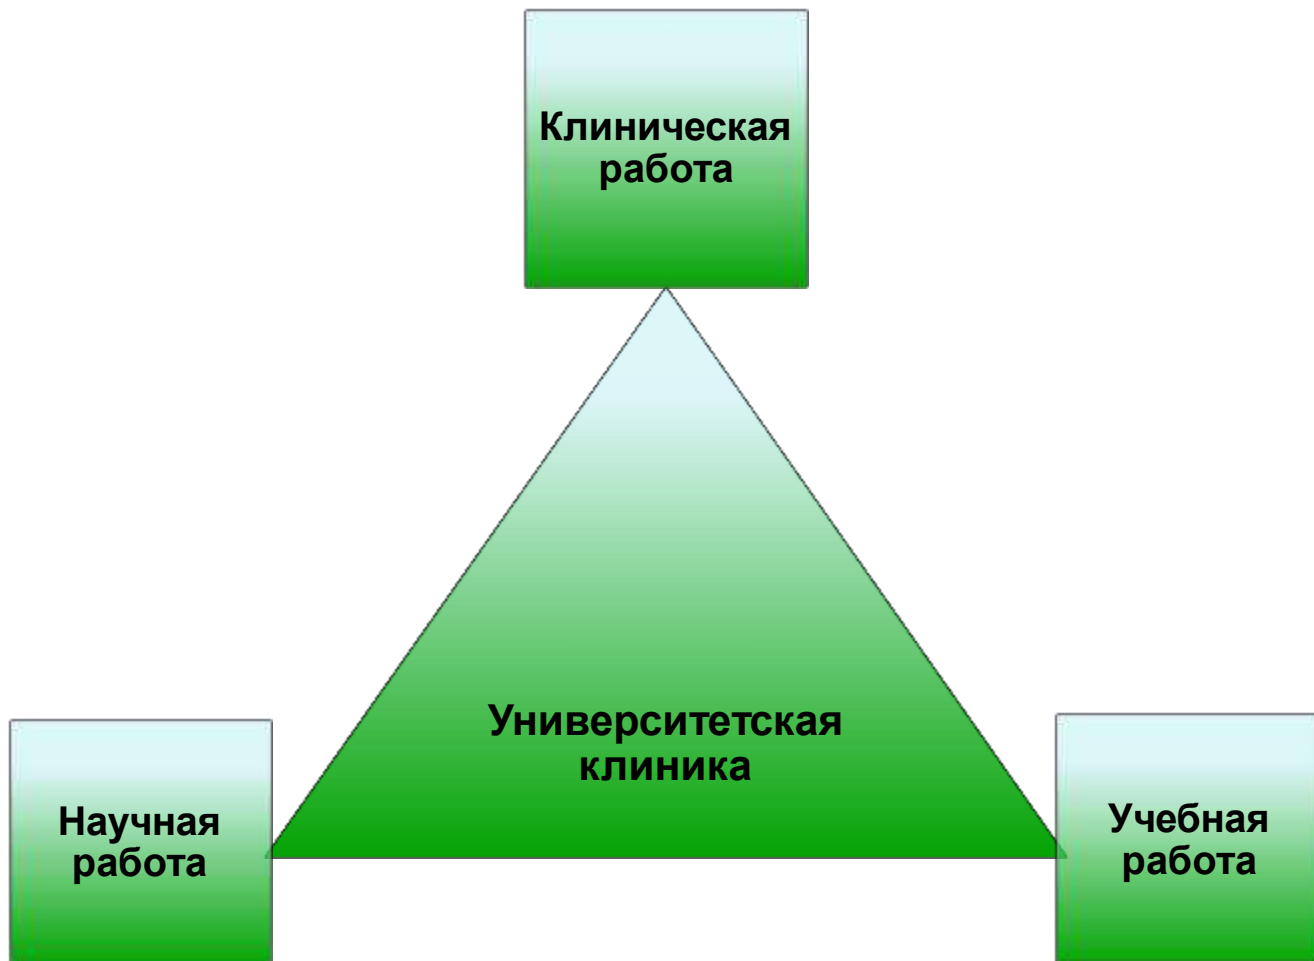 Клиническая
работа
Университетская
клиника
Научная
работа
Учебная
работа